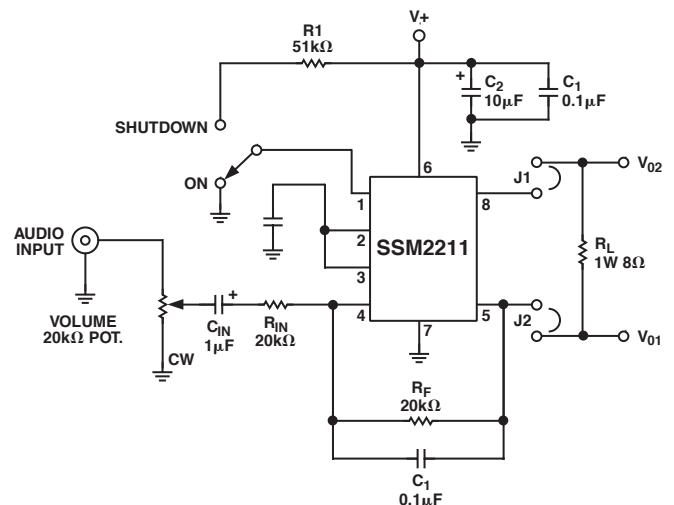 V+
R1
51kΩ
+
C2
10μF
C1
0.1μF
SHUTDOWN
ON
6
1
8
J1
V02
AUDIO
INPUT
2
SSM2211
3
RL
1W 8Ω
VOLUME
20kΩ POT.
CW
+
CIN
1μF
RIN
20kΩ
4
7
5
J2
V01
RF
20kΩ
C1
0.1μF